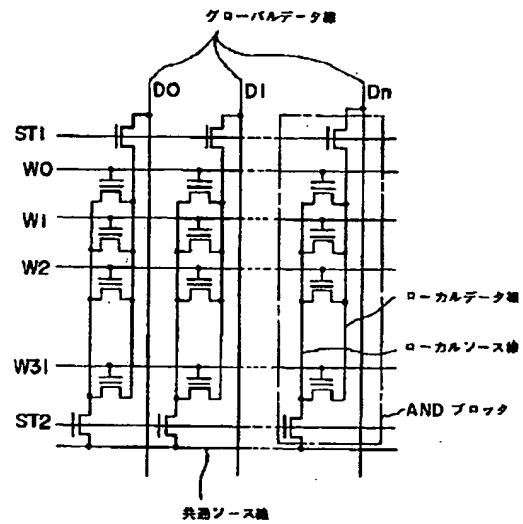 グローバルデータ線
D0 D1 Dn
ST1
W0
W1
W2
ローカルデータ線
ローカルソース線
W31
AND ブロック
ST2
共通ソース線